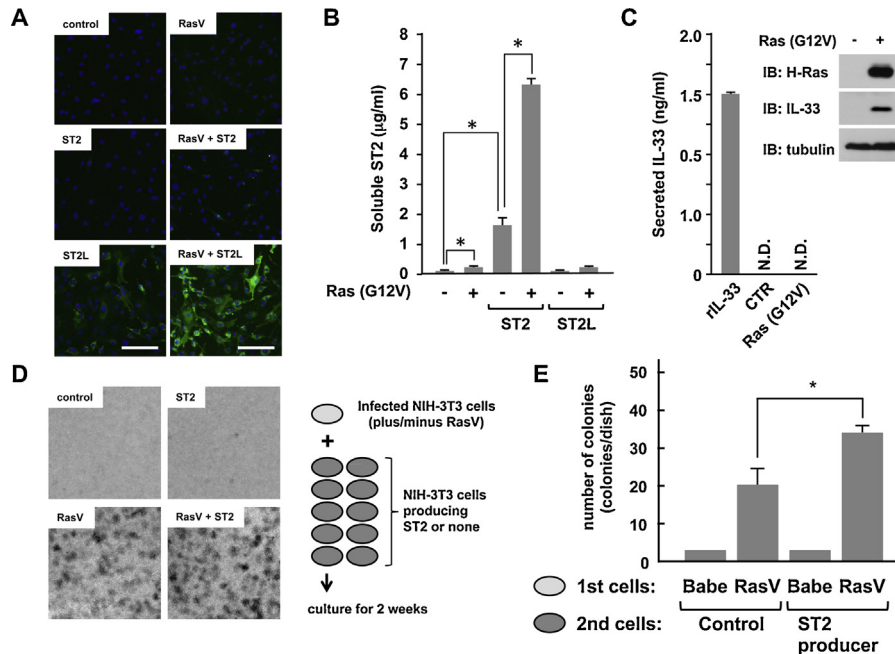 A
control
RasV
ST2
RasV + ST2
ST2L
RasV + ST2L
B
Soluble ST2 (μg/ml)
8
7
6
5
4
3
2
1
0
*
*
*
Ras (G12V)
- + - + - +
ST2
ST2L
C
Secreted IL-33 (ng/ml)
2.0
1.5
0.5
1.0
0
N.D.
N.D.
rIL-33
CTR
Ras (G12V)
Ras (G12V) - +
IB: H-Ras
IB: IL-33
IB: tubulin
D
control
ST2
RasV
RasV + ST2
Infected NIH-3T3 cells
(plus/minus RasV)
+
NIH-3T3 cells
producing
ST2 or none
culture for 2 weeks
E
number of colonies
(colonies/dish)
50
40
30
20
10
0
*
1st cells: Babe RasV Babe RasV
2nd cells: Control ST2
producer